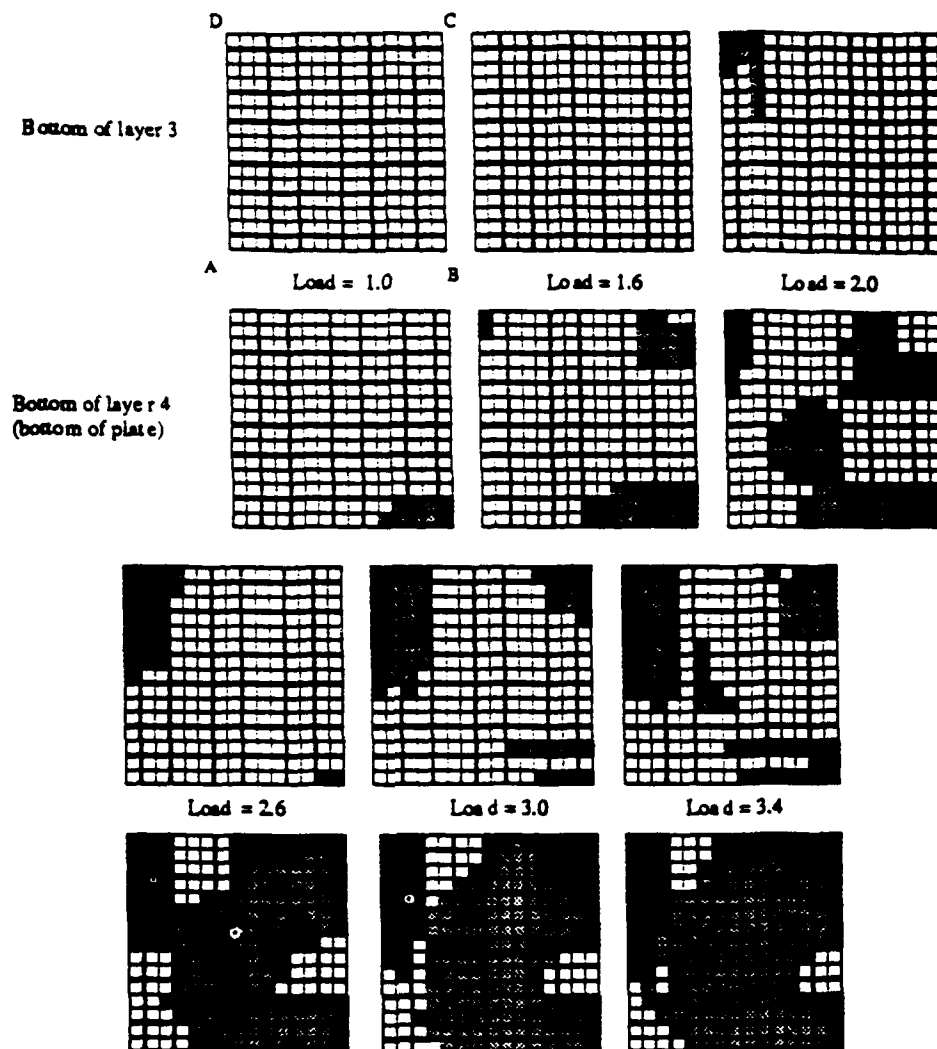 D C
Bottom of layer 3
A B
Load = 1.0 Load = 1.6 Load = 2.0
Bottom of layer 4
(bottom of plate)
Load = 2.6 Load = 3.0 Load = 3.4